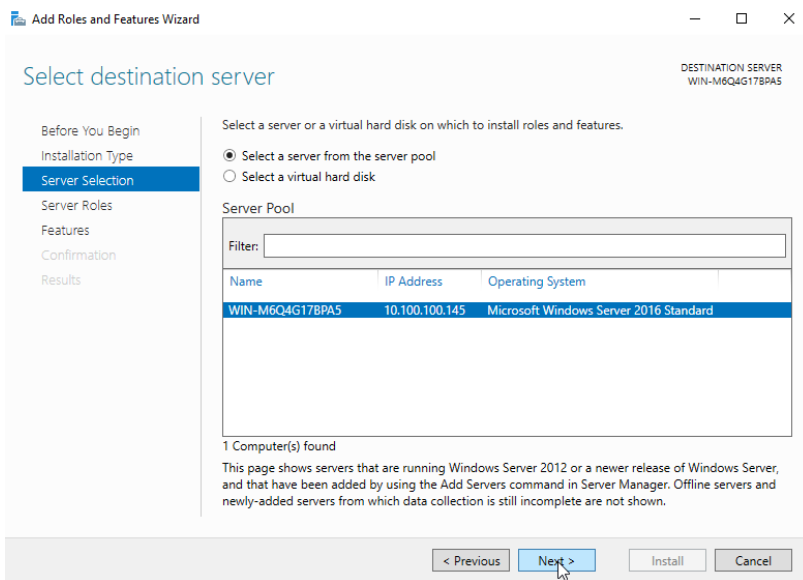 Add Roles and Features Wizard
Select destination server
DESTINATION SERVER
WIN-M6Q4G17BPA5
Before You Begin
Installation Type
Server Selection
Server Roles
Features
Confirmation
Results
Select a server or a virtual hard disk on which to install roles and features.
Select a server from the server pool
Select a virtual hard disk
Server Pool
Filter:
Name IP Address Operating System
WIN-M6Q4G17BPA5 10.100.100.145 Microsoft Windows Server 2016 Standard
1 Computer(s) found
This page shows servers that are running Windows Server 2012 or a newer release of Windows Server,
and that have been added by using the Add Servers command in Server Manager. Offline servers and
newly-added servers from which data collection is still incomplete are not shown.
< Previous Next > Install Cancel